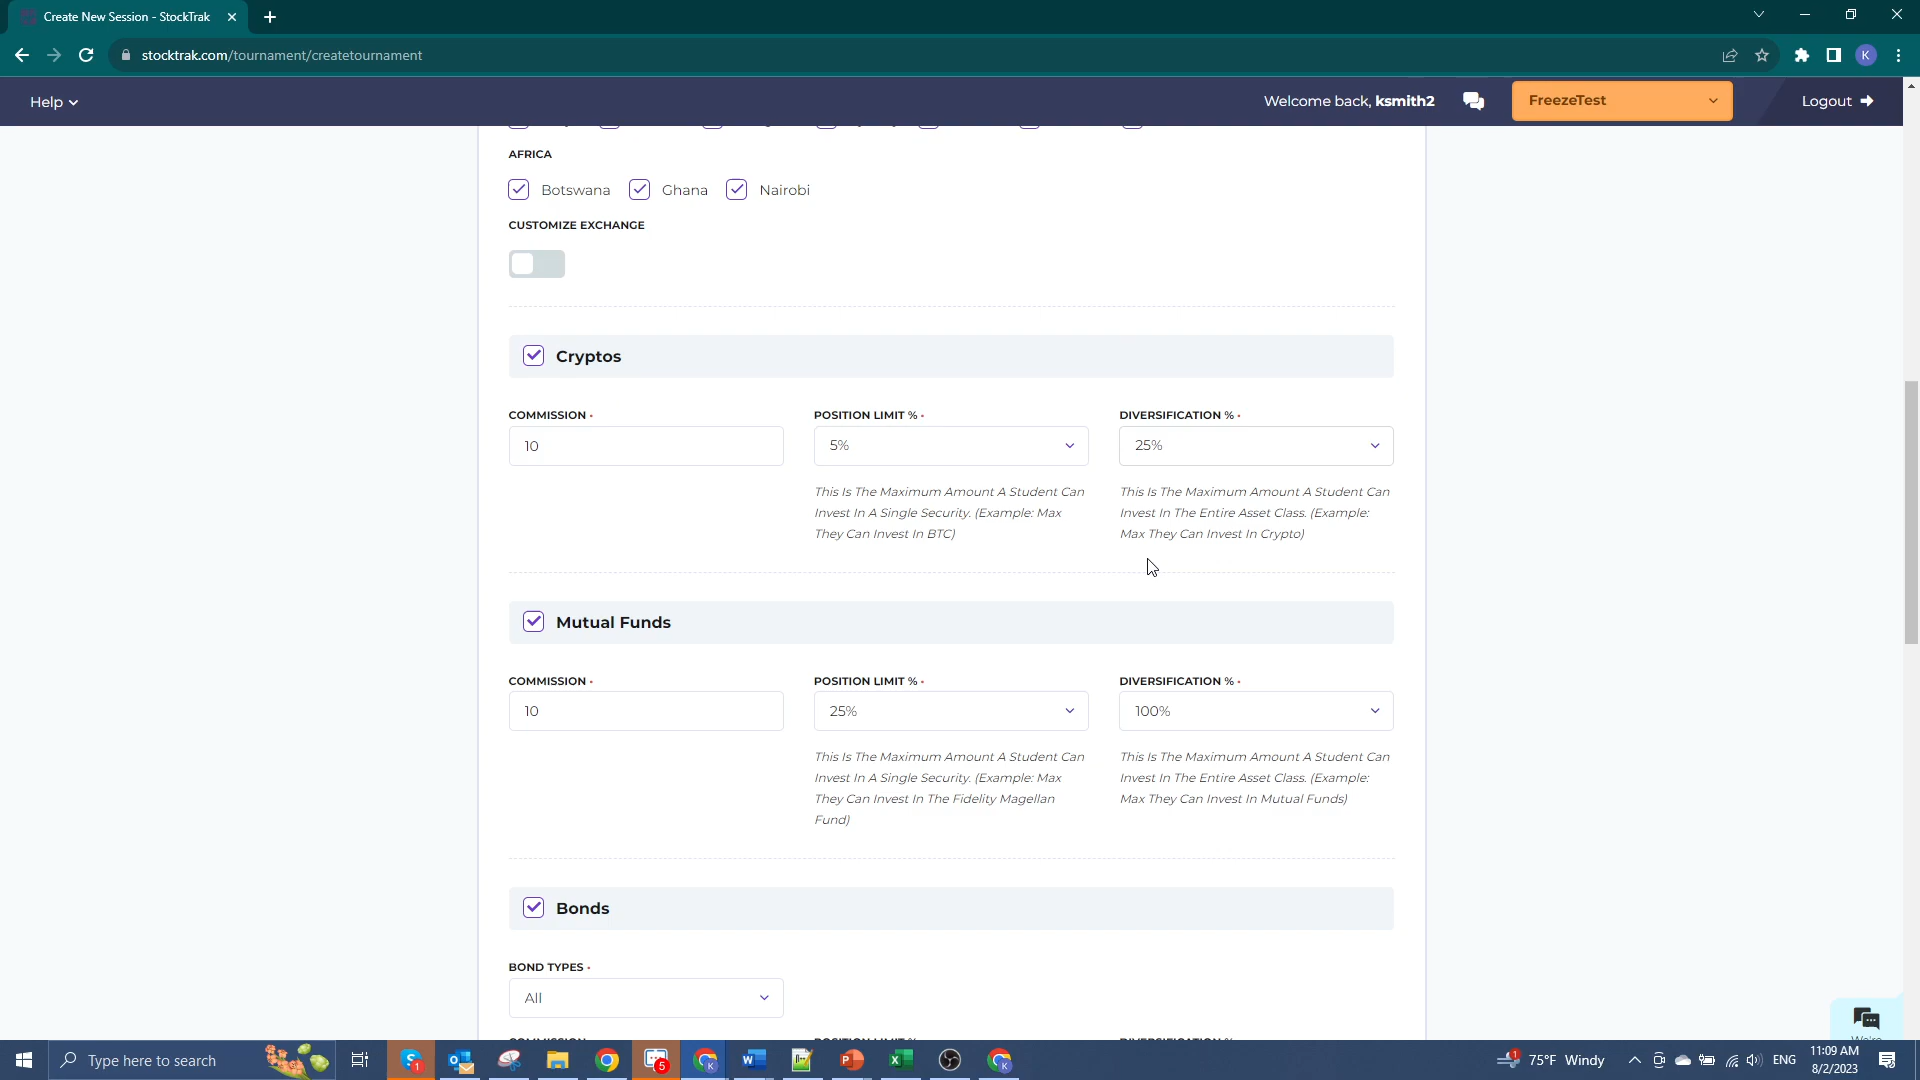 Create New Session - StockTrak
stocktrak.com/tournament/createtournament
K
Help
Welcome back, ksmith2
FreezeTest
Logout
AFRICA
Botswana Ghana Nairobi
CUSTOMIZE EXCHANGE
Cryptos
COMMISSION • POSITION LIMIT % • DIVERSIFICATION % •
10 5% 25%
This Is The Maximum Amount A Student Can
Invest In A Single Security. (Example: Max
They Can Invest In BTC)
This Is The Maximum Amount A Student Can
Invest In The Entire Asset Class. (Example:
Max They Can Invest In Crypto)
Mutual Funds
COMMISSION • POSITION LIMIT % • DIVERSIFICATION % •
10 25% 100%
This Is The Maximum Amount A Student Can
Invest In A Single Security. (Example: Max
They Can Invest In The Fidelity Magellan
Fund)
This Is The Maximum Amount A Student Can
Invest In The Entire Asset Class. (Example:
Max They Can Invest In Mutual Funds)
Bonds
BOND TYPES •
All
Type here to search
1
5
1
75°F Windy
ENG
11:09 AM
8/2/2023